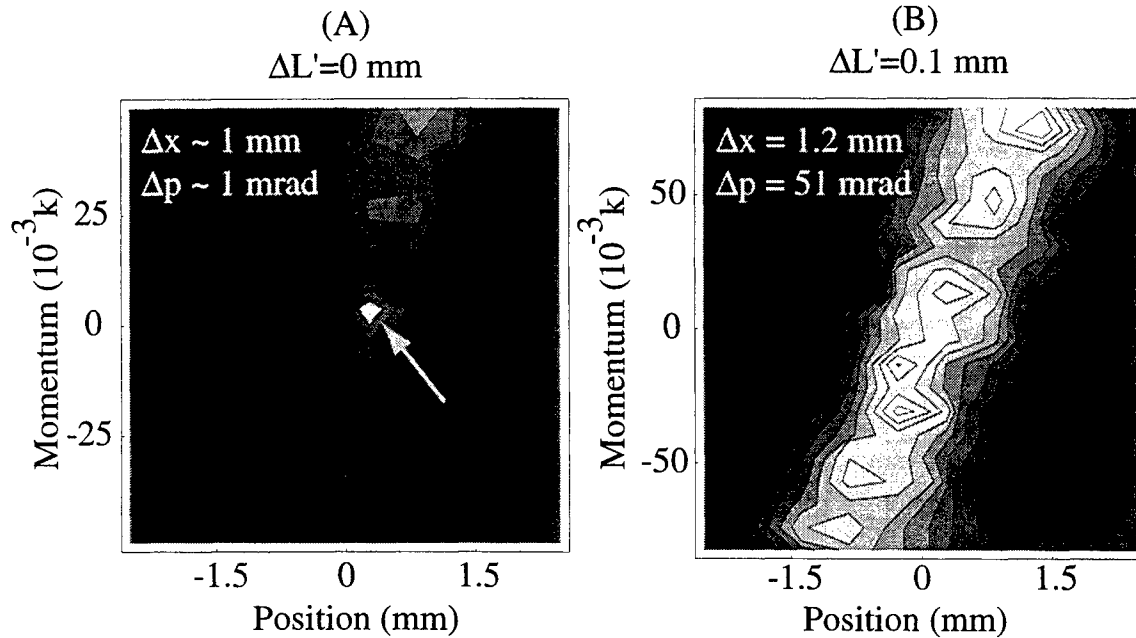 (A)
ΔL'=0 mm
Δx ~ 1 mm
Δp ~ 1 mrad
Momentum (10⁻³k)
25
0
-25
-1.5 0 1.5
Position (mm)
(B)
ΔL'=0.1 mm
Δx = 1.2 mm
Δp = 51 mrad
Momentum (10⁻³k)
50
0
-50
-1.5 0 1.5
Position (mm)